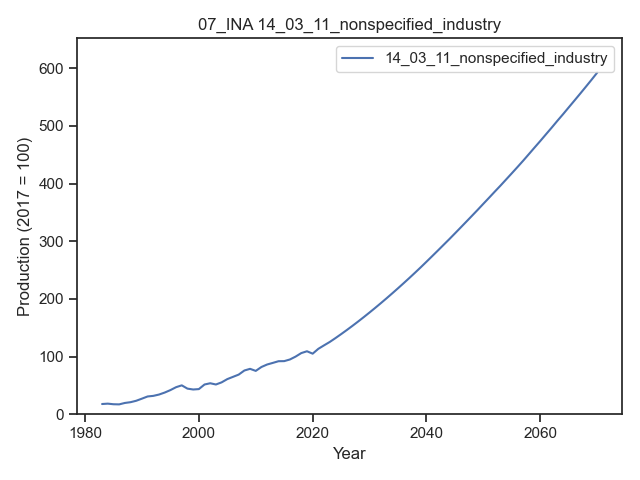 07_INA 14_03_11_nonspecified_industry
14_03_11_nonspecified_industry
Production (2017 = 100)
600
500
400
300
200
100
0
1980 2000 2020 2040 2060
Year